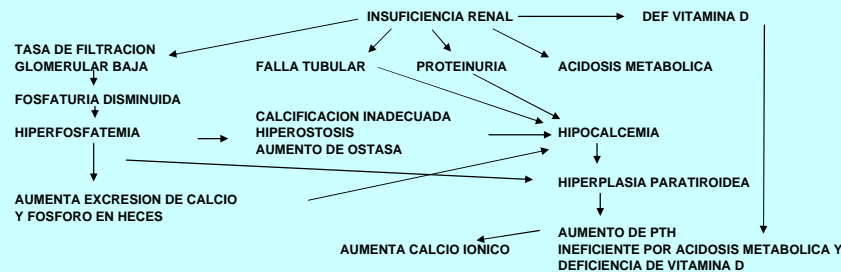 INSUFICIENCIA RENAL
DEF VITAMINA D
TASA DE FILTRACION
GLOMERULAR BAJA
FALLA TUBULAR
PROTEINURIA
ACIDOSIS METABOLICA
FOSFATURIA DISMINUIDA
HIPERFOSFATEMIA
CALCIFICACION INADECUADA
HIPEROSTOSIS
AUMENTO DE OSTASA
HIPOCALCEMIA
HIPERPLASIA PARATIROIDEA
AUMENTA EXCRESION DE CALCIO
Y FOSFORO EN HECES
AUMENTA CALCIO IONICO
AUMENTO DE PTH
INEFICIENTE POR ACIDOSIS METABOLICA Y
DEFICIENCIA DE VITAMINA D